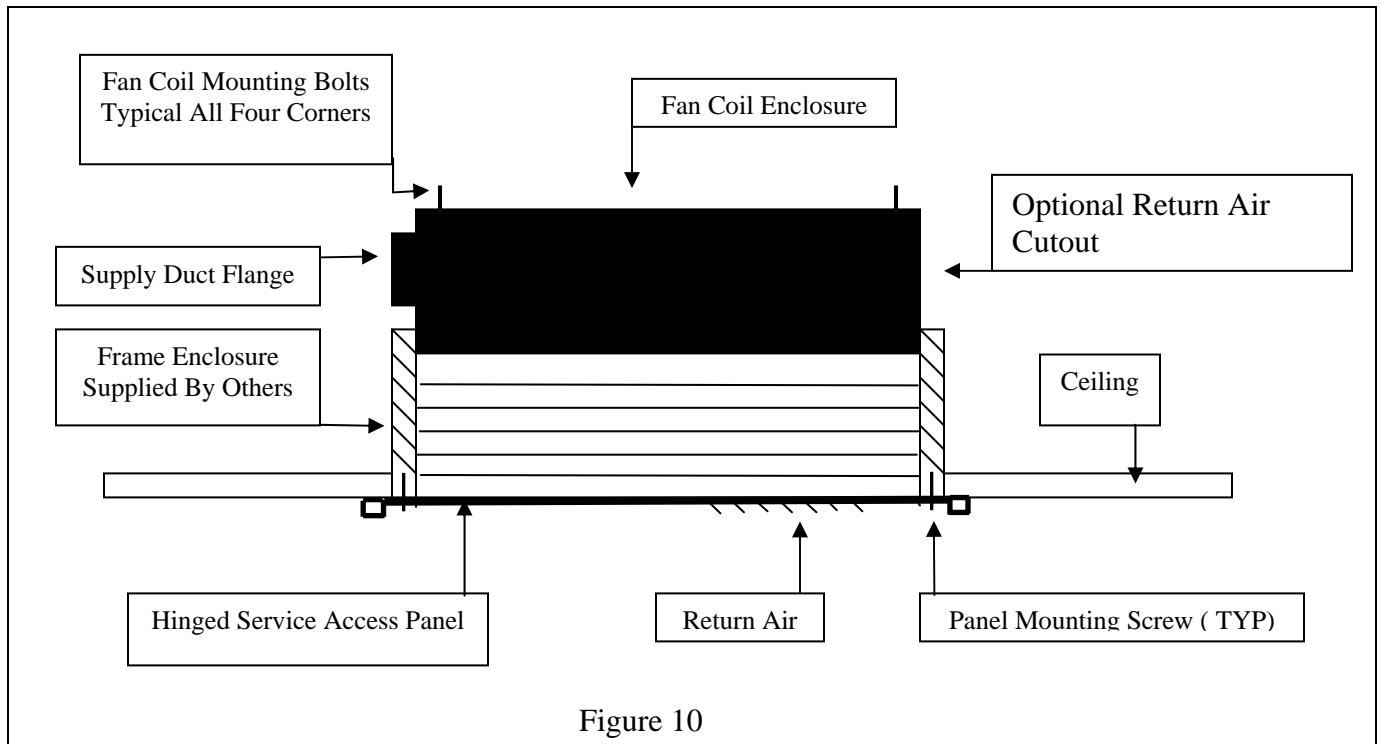 Fan Coil Mounting Bolts
Typical All Four Corners
Fan Coil Enclosure
Optional Return Air
Cutout
Supply Duct Flange
Frame Enclosure
Supplied By Others
Ceiling
Hinged Service Access Panel
Return Air
Panel Mounting Screw ( TYP)
Figure 10